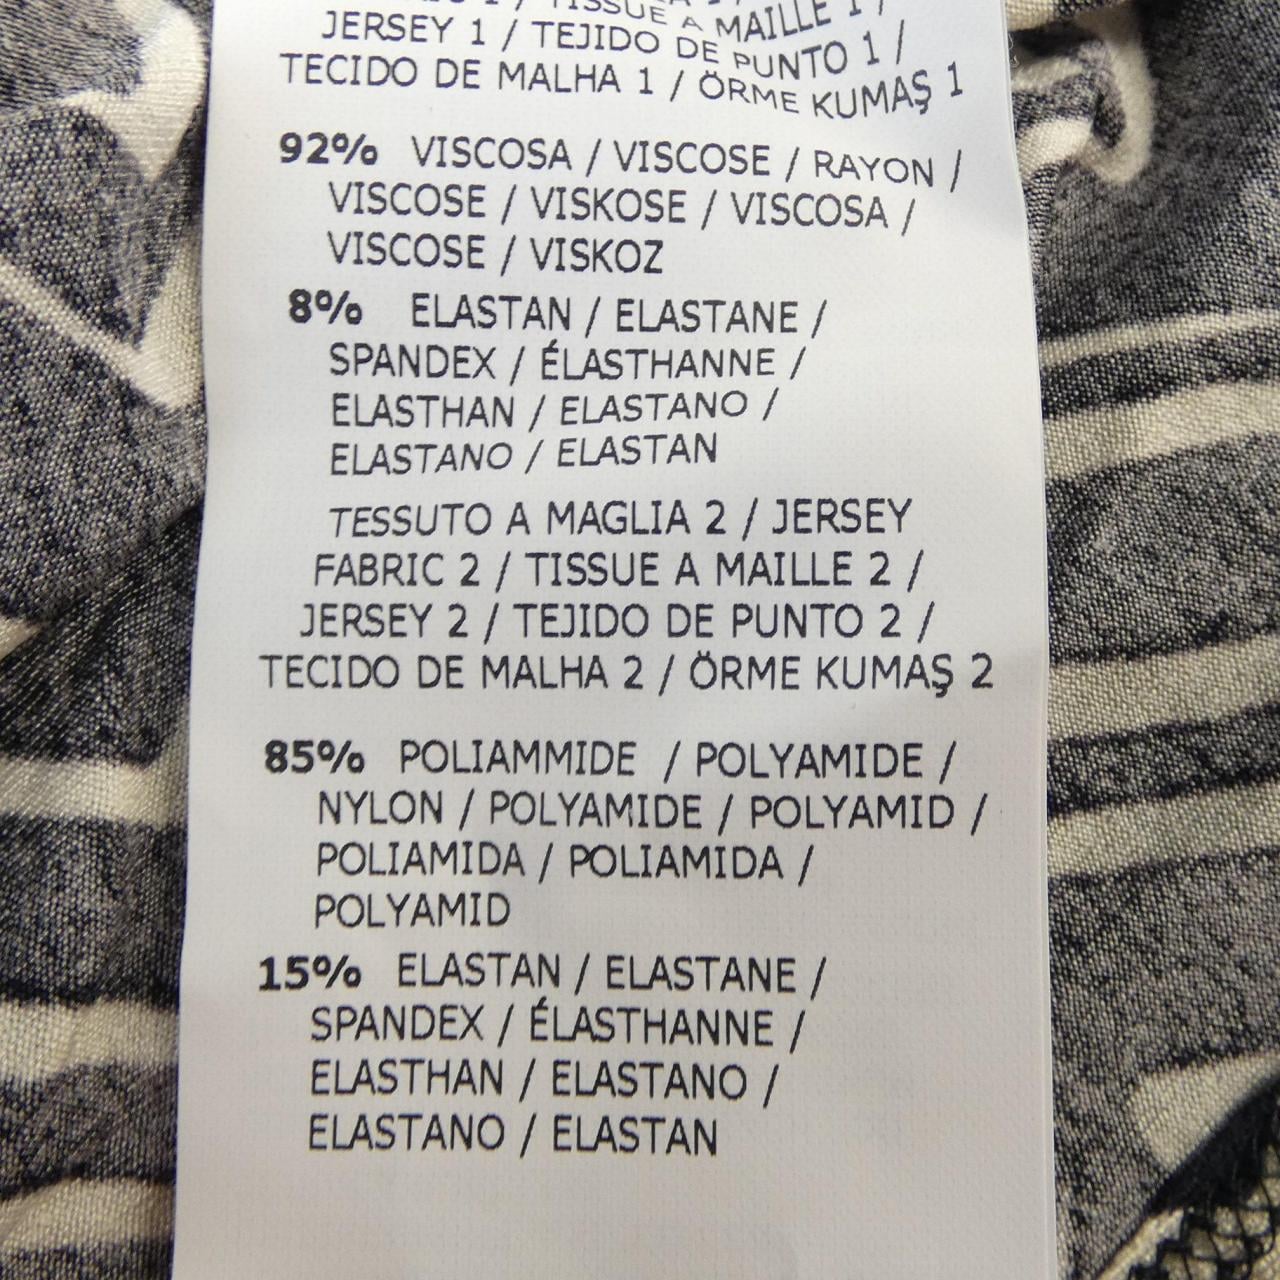 TISSUE A MAILLE 1 /
JERSEY 1 / TEJIDO DE PUNTO 1 /
TECIDO DE MALHA 1 / ÖRME KUMAŞ 1
92% VISCOSA / VISCOSE / RAYON /
VISCOSE / VISKOSE / VISCOSA /
VISCOSE / VISKOZ
8% ELASTAN / ELASTANE /
SPANDEX / ÉLASTHANNE /
ELASTHAN / ELASTANO /
ELASTANO / ELASTAN
TESSUTO A MAGLIA 2 / JERSEY
FABRIC 2 / TISSUE A MAILLE 2 /
JERSEY 2 / TEJIDO DE PUNTO 2 /
TECIDO DE MALHA 2 / ÖRME KUMAŞ 2
85% POLIAMMIDE / POLYAMIDE /
NYLON / POLYAMIDE / POLYAMID /
POLIAMIDA / POLIAMIDA /
POLYAMID
15% ELASTAN / ELASTANE /
SPANDEX / ÉLASTHANNE /
ELASTHAN / ELASTANO /
ELASTANO / ELASTAN